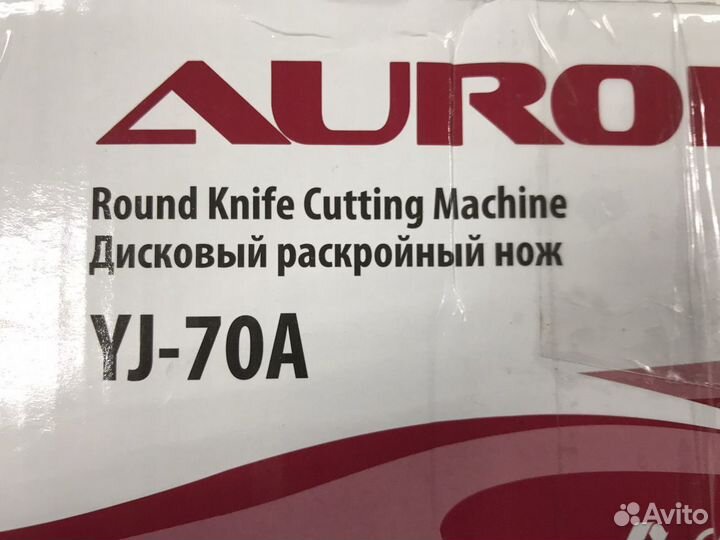 AURO
Round Knife Cutting Machine
Дисковый раскройный нож
YJ-70A
Avito